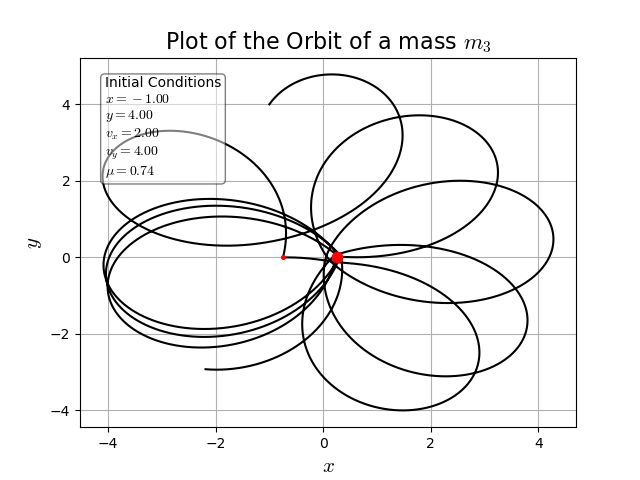 Plot of the Orbit of a mass m₃
Initial Conditions
x = −1.00
y = 4.00
vₓ = 2.00
v_y = 4.00
μ = 0.74
y
4
2
0
−2
−4
−4 −2 0 2 4
x